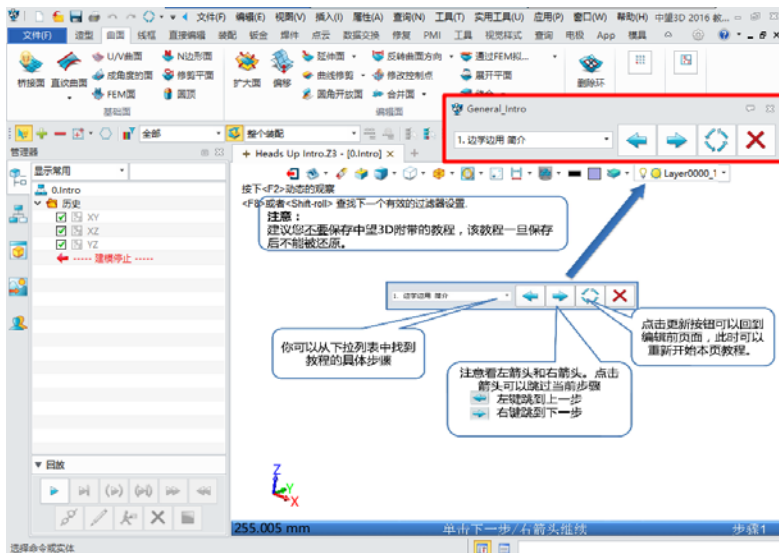 文件(F) 编辑(E) 视图(V) 插入(I) 属性(A) 查询(N) 工具(T) 实用工具(U) 应用(P) 窗口(W) 帮助(H) 中望3D 2016 教...
文件(F) 造型 曲面 线框 直接编辑 装配 钣金 焊件 点云 数据交换 修复 PMI 工具 视觉样式 查询 电极 App 模具
桥接面 直纹曲面
U/V曲面 N边形面
成角度的面 修剪平面
FEM面 圆顶
基础面
扩大面 偏移
延伸面 反转曲面方向 通过FEM拟...
曲线修剪 修改控制点 展开平面
圆角开放面 合并面
编辑面
删除环
General_Intro
1. 边学边用 简介
全部 整个装配
管理器
显示常用
0.Intro
历史
XY
XZ
YZ
----- 建模停止 -----
+ Heads Up Intro.Z3 - [0.Intro]
Layer0000_1
按下<F2>动态的观察
<F8>或者<Shift-roll> 查找下一个有效的过滤器设置.
注意：
建议您不要保存中望3D附带的教程，该教程一旦保存
后不能被还原。
1. 边学边用 简介
你可以从下拉列表中找到
教程的具体步骤
点击更新按钮可以回到
编辑前页面，此时可以
重新开始本页教程。
注意看左箭头和右箭头。点击
箭头可以跳过当前步骤
左键跳到上一步
右键跳到下一步
回放
Z
Y
X
255.005 mm 单击下一步/右箭头继续 步骤1
选择命令或实体